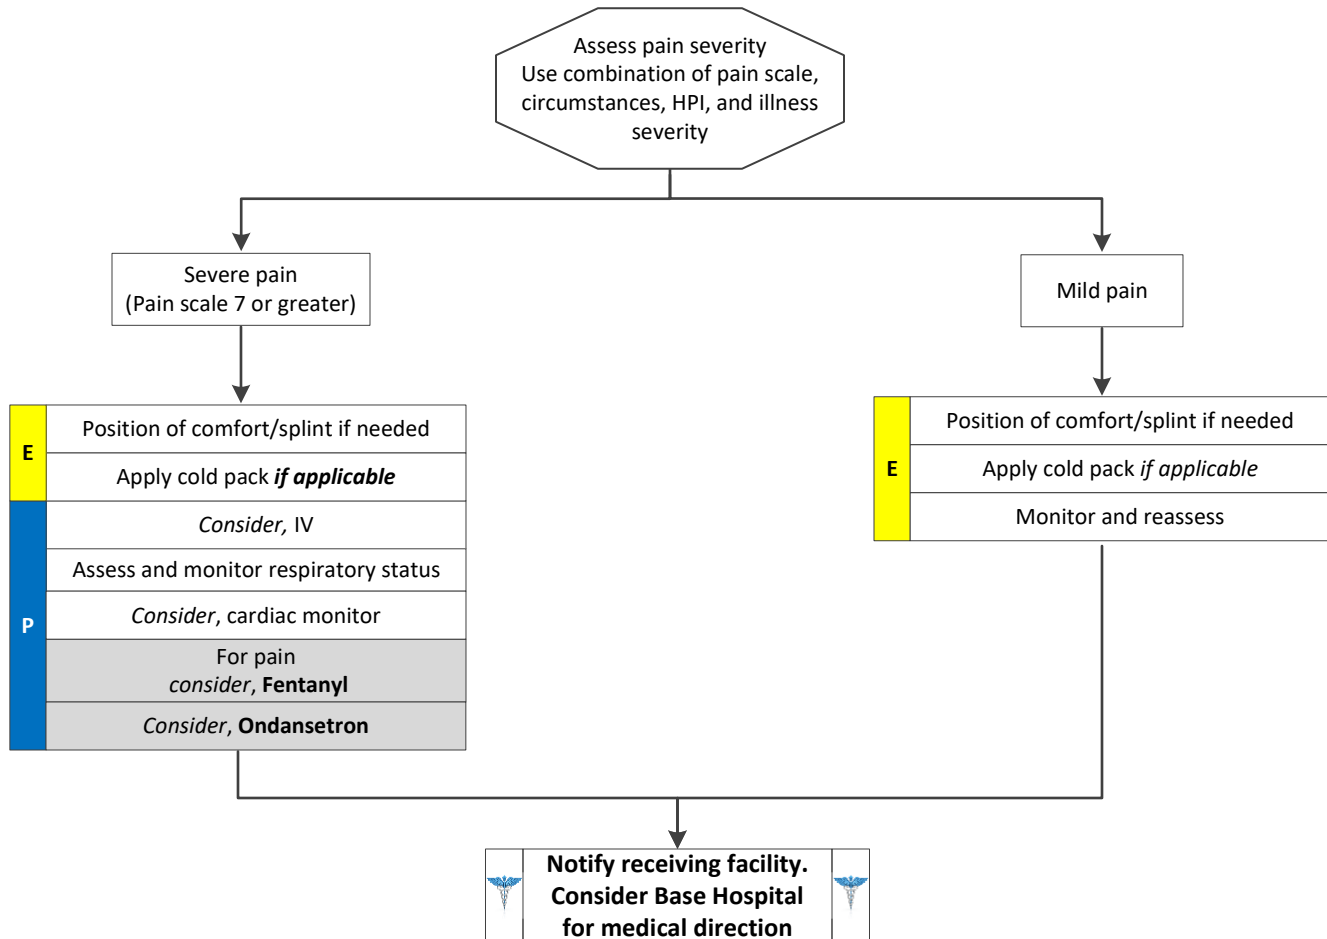 Assess pain severity
Use combination of pain scale,
circumstances, HPI, and illness
severity
Severe pain
(Pain scale 7 or greater)
Mild pain
E
Position of comfort/splint if needed
Apply cold pack if applicable
P
Consider, IV
Assess and monitor respiratory status
Consider, cardiac monitor
For pain
consider, Fentanyl
Consider, Ondansetron
E
Position of comfort/splint if needed
Apply cold pack if applicable
Monitor and reassess
Notify receiving facility.
Consider Base Hospital
for medical direction